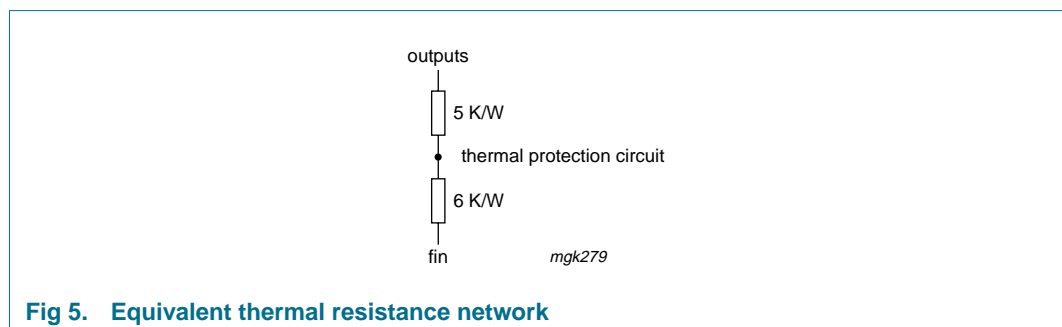 outputs
5 K/W
thermal protection circuit
6 K/W
fin
mgk279
Fig 5. Equivalent thermal resistance network